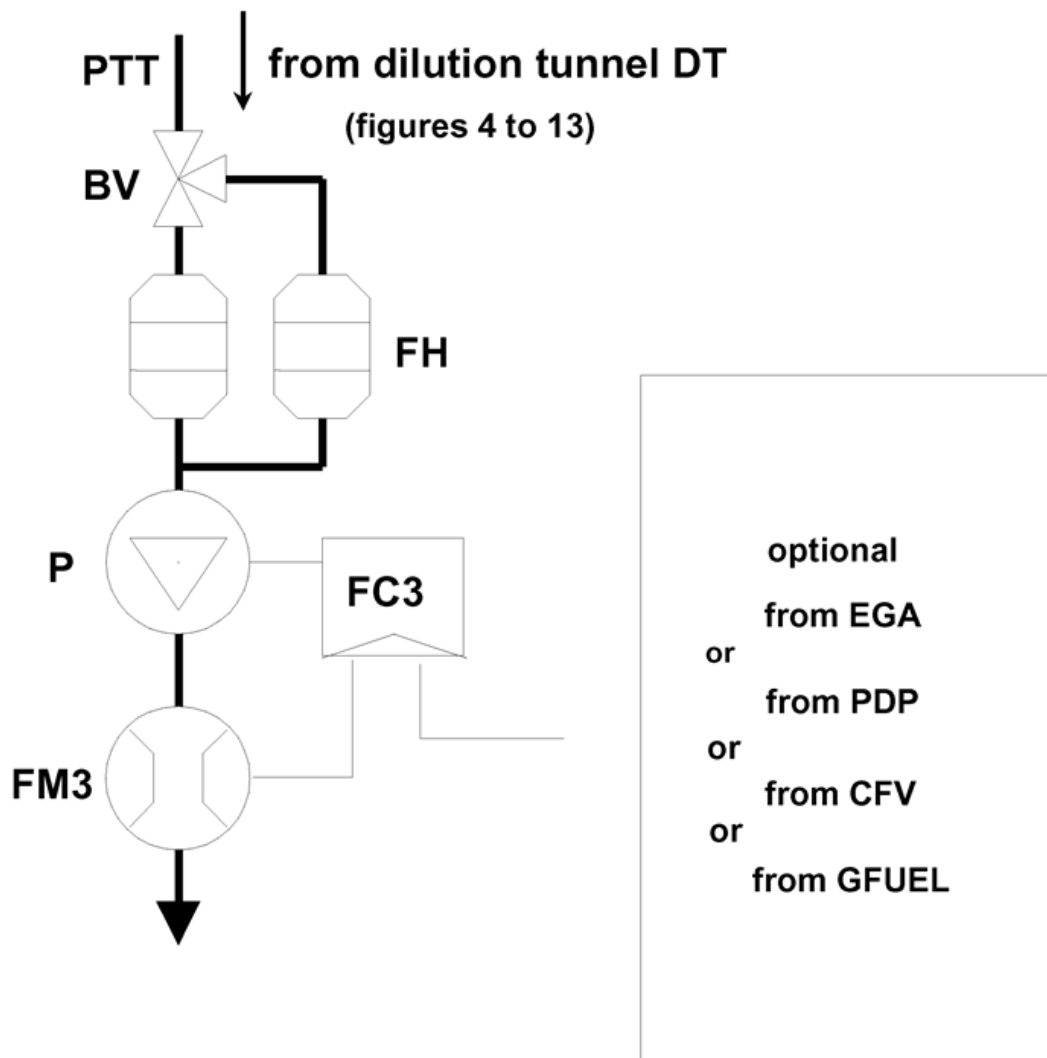 PTT
from dilution tunnel DT
(figures 4 to 13)
BV
FH
P
FC3
FM3
optional
from EGA
or
from PDP
or
from CFV
or
from GFUEL